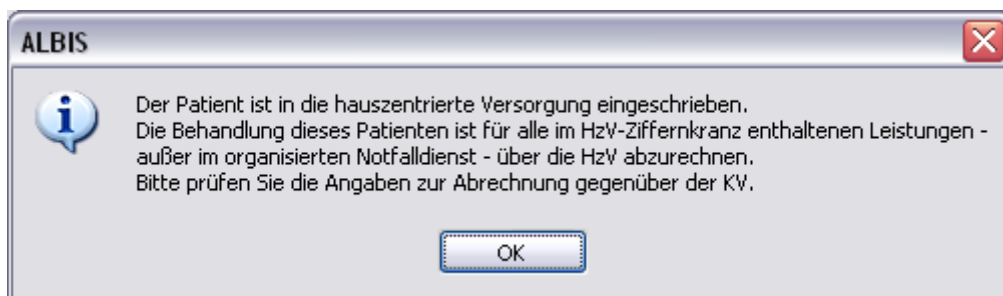 ALBIS
Der Patient ist in die hauszentrierte Versorgung eingeschrieben.
Die Behandlung dieses Patienten ist für alle im HzV-Ziffernkranz enthaltenen Leistungen -
außer im organisierten Notfalldienst - über die HzV abzurechnen.
Bitte prüfen Sie die Angaben zur Abrechnung gegenüber der KV.
OK